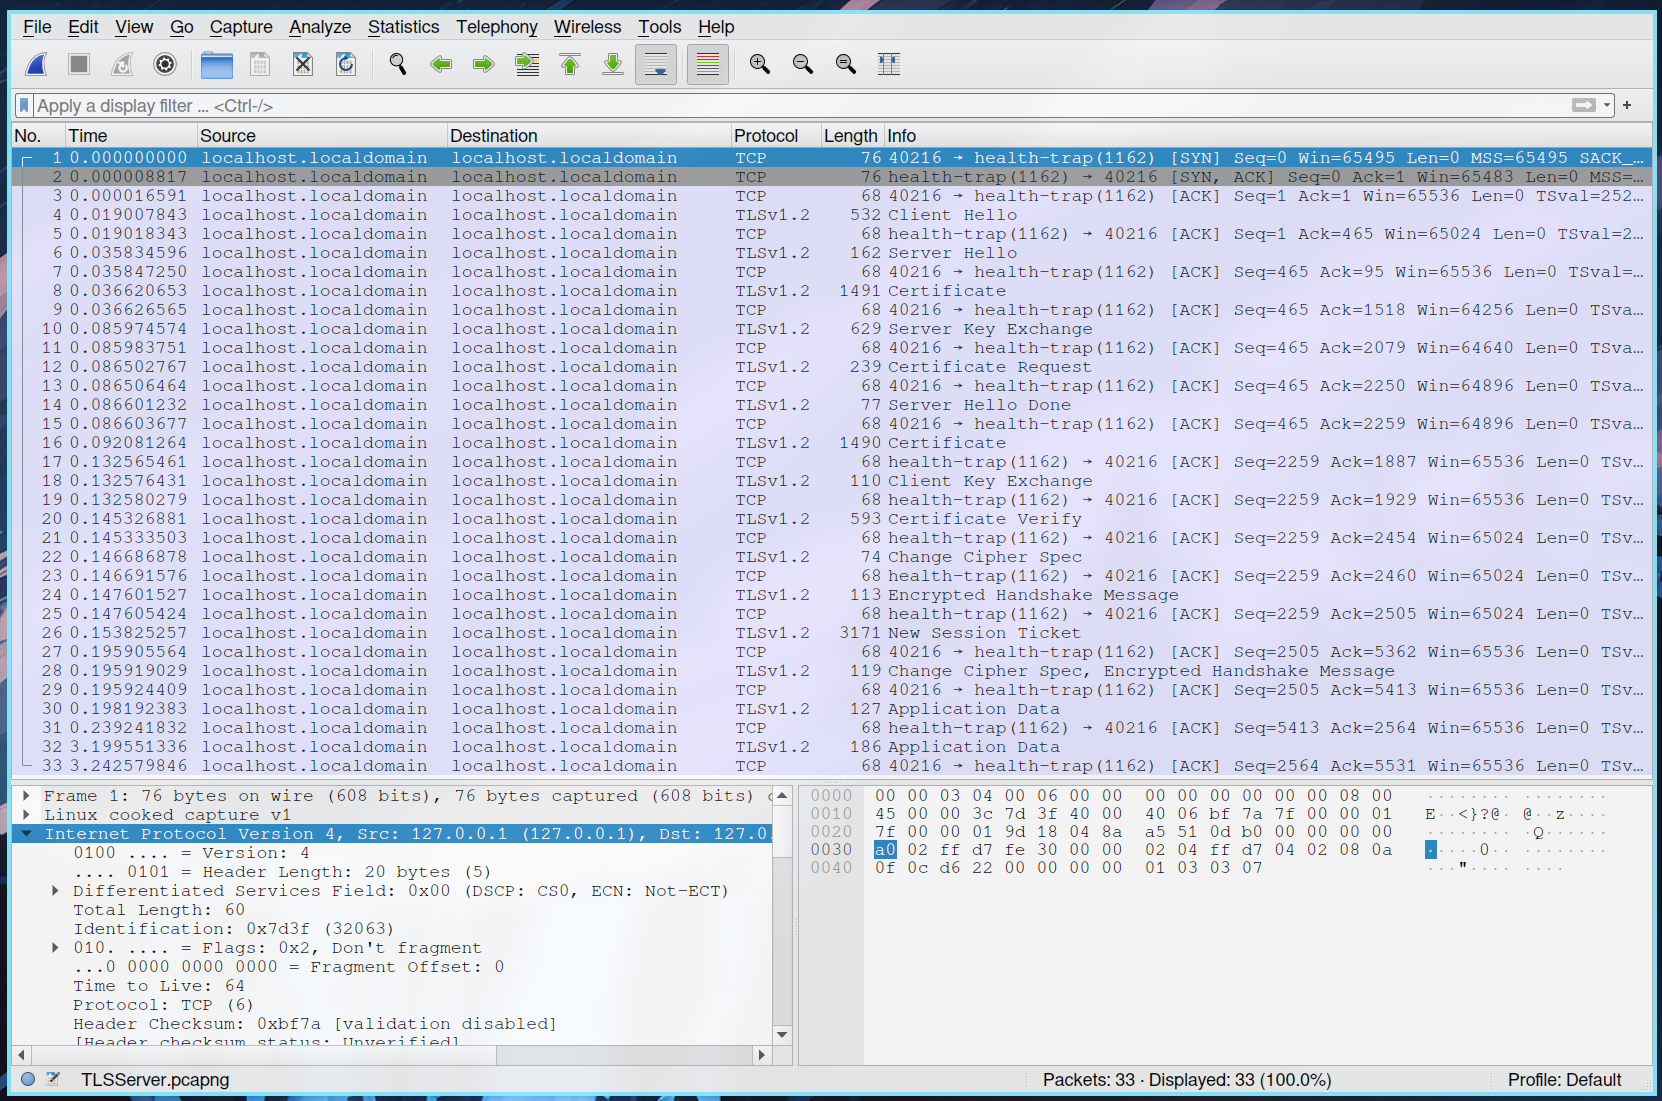 File Edit View Go Capture Analyze Statistics Telephony Wireless Tools Help
Apply a display filter ... <Ctrl-/>
No. Time Source Destination Protocol Length Info
1 0.000000000 localhost.localdomain localhost.localdomain TCP 76 40216 → health-trap(1162) [SYN] Seq=0 Win=65495 Len=0 MSS=65495 SACK_…
2 0.000008817 localhost.localdomain localhost.localdomain TCP 76 health-trap(1162) → 40216 [SYN, ACK] Seq=0 Ack=1 Win=65483 Len=0 MSS=…
3 0.000016591 localhost.localdomain localhost.localdomain TCP 68 40216 → health-trap(1162) [ACK] Seq=1 Ack=1 Win=65536 Len=0 TSval=252…
4 0.019007843 localhost.localdomain localhost.localdomain TLSv1.2 532 Client Hello
5 0.019018343 localhost.localdomain localhost.localdomain TCP 68 health-trap(1162) → 40216 [ACK] Seq=1 Ack=465 Win=65024 Len=0 TSval=2…
6 0.035834596 localhost.localdomain localhost.localdomain TLSv1.2 162 Server Hello
7 0.035847250 localhost.localdomain localhost.localdomain TCP 68 40216 → health-trap(1162) [ACK] Seq=465 Ack=95 Win=65536 Len=0 TSval=…
8 0.036620653 localhost.localdomain localhost.localdomain TLSv1.2 1491 Certificate
9 0.036626565 localhost.localdomain localhost.localdomain TCP 68 40216 → health-trap(1162) [ACK] Seq=465 Ack=1518 Win=64256 Len=0 TSva…
10 0.085974574 localhost.localdomain localhost.localdomain TLSv1.2 629 Server Key Exchange
11 0.085983751 localhost.localdomain localhost.localdomain TCP 68 40216 → health-trap(1162) [ACK] Seq=465 Ack=2079 Win=64640 Len=0 TSva…
12 0.086502767 localhost.localdomain localhost.localdomain TLSv1.2 239 Certificate Request
13 0.086506464 localhost.localdomain localhost.localdomain TCP 68 40216 → health-trap(1162) [ACK] Seq=465 Ack=2250 Win=64896 Len=0 TSva…
14 0.086601232 localhost.localdomain localhost.localdomain TLSv1.2 77 Server Hello Done
15 0.086603677 localhost.localdomain localhost.localdomain TCP 68 40216 → health-trap(1162) [ACK] Seq=465 Ack=2259 Win=64896 Len=0 TSva…
16 0.092081264 localhost.localdomain localhost.localdomain TLSv1.2 1490 Certificate
17 0.132565461 localhost.localdomain localhost.localdomain TCP 68 health-trap(1162) → 40216 [ACK] Seq=2259 Ack=1887 Win=65536 Len=0 TSv…
18 0.132576431 localhost.localdomain localhost.localdomain TLSv1.2 110 Client Key Exchange
19 0.132580279 localhost.localdomain localhost.localdomain TCP 68 health-trap(1162) → 40216 [ACK] Seq=2259 Ack=1929 Win=65536 Len=0 TSv…
20 0.145326881 localhost.localdomain localhost.localdomain TLSv1.2 593 Certificate Verify
21 0.145333503 localhost.localdomain localhost.localdomain TCP 68 health-trap(1162) → 40216 [ACK] Seq=2259 Ack=2454 Win=65024 Len=0 TSv…
22 0.146686878 localhost.localdomain localhost.localdomain TLSv1.2 74 Change Cipher Spec
23 0.146691576 localhost.localdomain localhost.localdomain TCP 68 health-trap(1162) → 40216 [ACK] Seq=2259 Ack=2460 Win=65024 Len=0 TSv…
24 0.147601527 localhost.localdomain localhost.localdomain TLSv1.2 113 Encrypted Handshake Message
25 0.147605424 localhost.localdomain localhost.localdomain TCP 68 health-trap(1162) → 40216 [ACK] Seq=2259 Ack=2505 Win=65024 Len=0 TSv…
26 0.153825257 localhost.localdomain localhost.localdomain TLSv1.2 3171 New Session Ticket
27 0.195905564 localhost.localdomain localhost.localdomain TCP 68 40216 → health-trap(1162) [ACK] Seq=2505 Ack=5362 Win=65536 Len=0 TSv…
28 0.195919029 localhost.localdomain localhost.localdomain TLSv1.2 119 Change Cipher Spec, Encrypted Handshake Message
29 0.195924409 localhost.localdomain localhost.localdomain TCP 68 40216 → health-trap(1162) [ACK] Seq=2505 Ack=5413 Win=65536 Len=0 TSv…
30 0.198192383 localhost.localdomain localhost.localdomain TLSv1.2 127 Application Data
31 0.239241832 localhost.localdomain localhost.localdomain TCP 68 health-trap(1162) → 40216 [ACK] Seq=5413 Ack=2564 Win=65536 Len=0 TSv…
32 3.199551336 localhost.localdomain localhost.localdomain TLSv1.2 186 Application Data
33 3.242579846 localhost.localdomain localhost.localdomain TCP 68 40216 → health-trap(1162) [ACK] Seq=2564 Ack=5531 Win=65536 Len=0 TSv…
Frame 1: 76 bytes on wire (608 bits), 76 bytes captured (608 bits)
Linux cooked capture v1
Internet Protocol Version 4, Src: 127.0.0.1 (127.0.0.1), Dst: 127.0.
0100 .... = Version: 4
.... 0101 = Header Length: 20 bytes (5)
Differentiated Services Field: 0x00 (DSCP: CS0, ECN: Not-ECT)
Total Length: 60
Identification: 0x7d3f (32063)
010. .... = Flags: 0x2, Don't fragment
...0 0000 0000 0000 = Fragment Offset: 0
Time to Live: 64
Protocol: TCP (6)
Header Checksum: 0xbf7a [validation disabled]
[Header checksum status: Unverified]
0000 00 00 03 04 00 06 00 00 00 00 00 00 00 00 08 00 ········ ········
0010 45 00 00 3c 7d 3f 40 00 40 06 bf 7a 7f 00 00 01 E··<}?@· @··z····
0020 7f 00 00 01 9d 18 04 8a a5 51 0d b0 00 00 00 00 ········ ·Q······
0030 a0 02 ff d7 fe 30 00 00 02 04 ff d7 04 02 08 0a ·····0·· ········
0040 0f 0c d6 22 00 00 00 00 01 03 03 07 ···"···· ····
TLSServer.pcapng
Packets: 33 · Displayed: 33 (100.0%)
Profile: Default